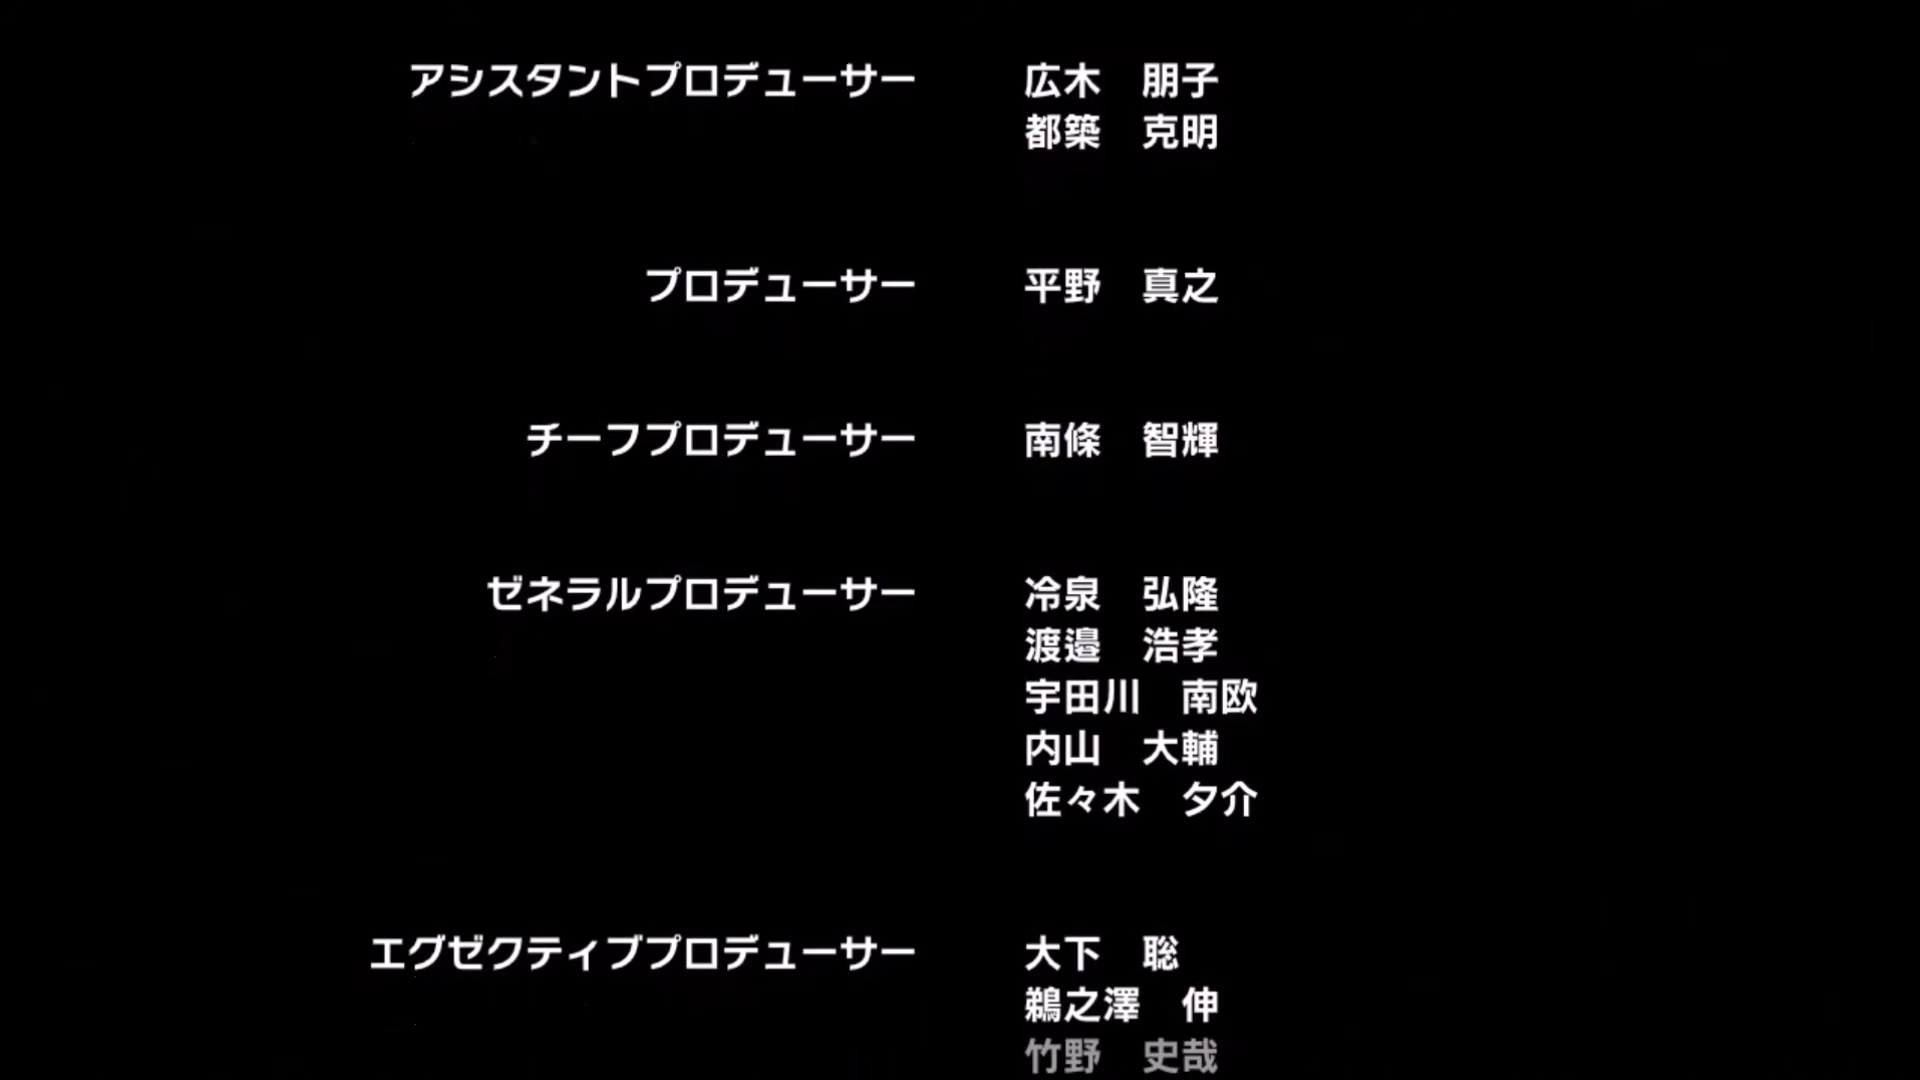 アシスタントプロデューサー　広木　朋子
都築　克明
プロデューサー　平野　真之
チーフプロデューサー　南條　智輝
ゼネラルプロデューサー　冷泉　弘隆
渡邉　浩孝
宇田川　南欧
内山　大輔
佐々木　夕介
エグゼクティブプロデューサー　大下　聡
鵜之澤　伸
竹野　史哉